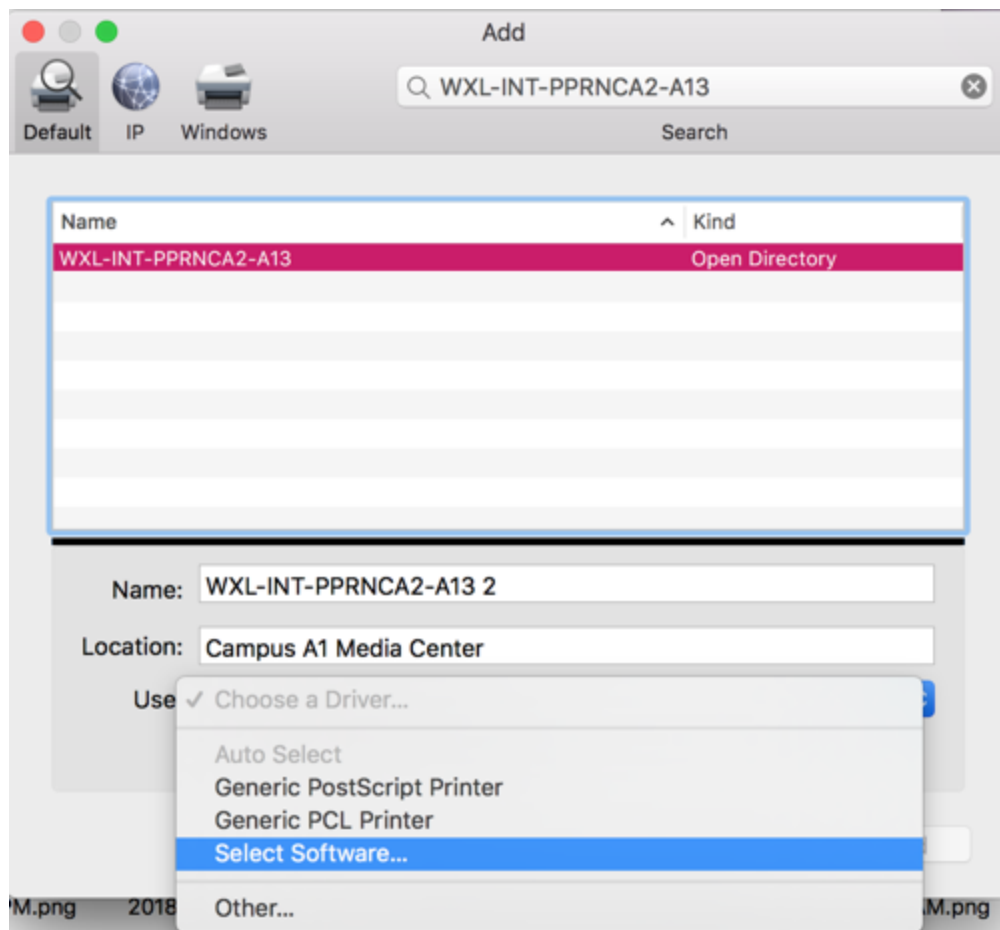 Add
WXL-INT-PPRNCA2-A13
Default IP Windows Search
Name Kind
WXL-INT-PPRNCA2-A13 Open Directory
Name: WXL-INT-PPRNCA2-A13 2
Location: Campus A1 Media Center
Use ✓ Choose a Driver...
Auto Select
Generic PostScript Printer
Generic PCL Printer
Select Software...
Other...
M.png 2018 M.png